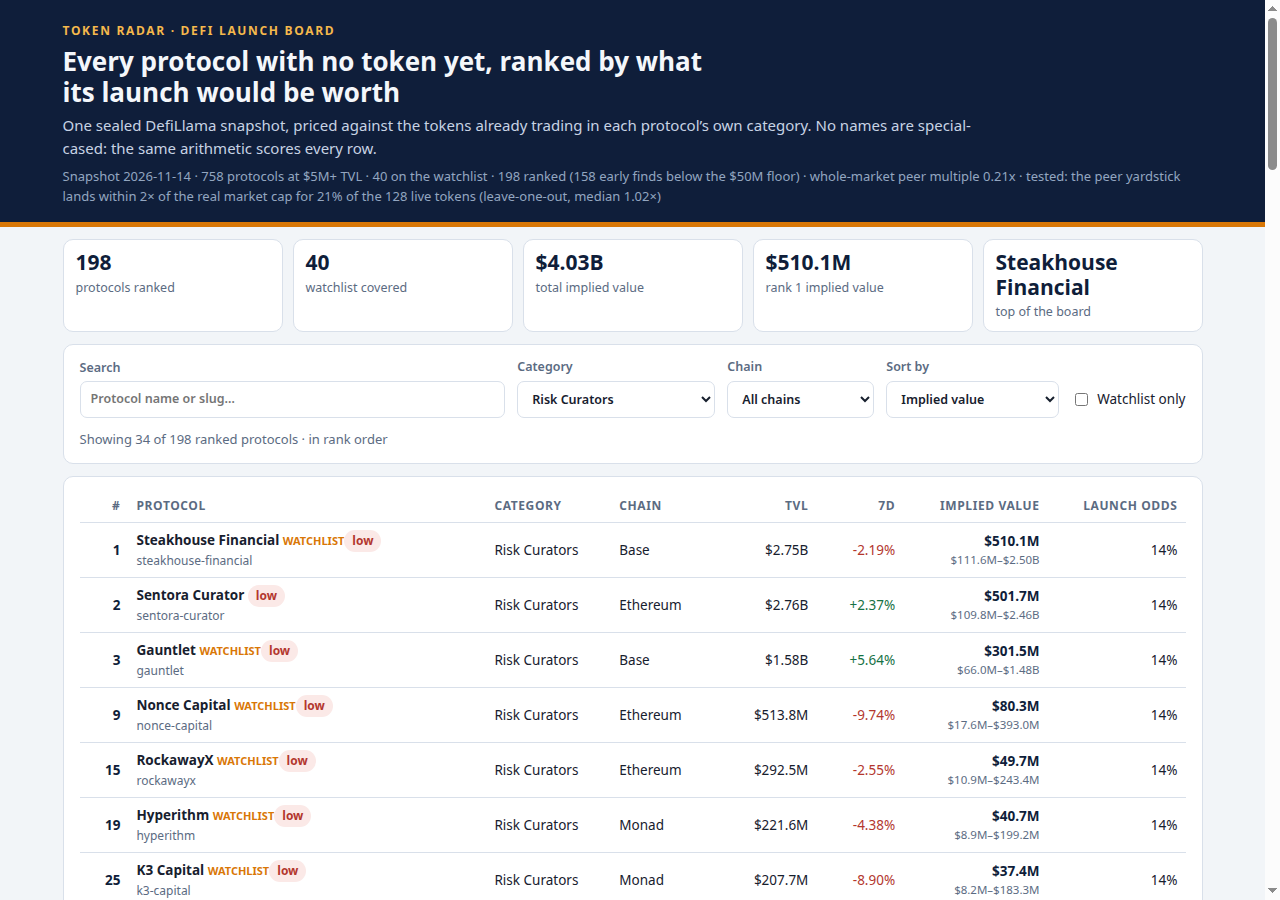 TOKEN RADAR · DEFI LAUNCH BOARD
Every protocol with no token yet, ranked by what
its launch would be worth
One sealed DefiLlama snapshot, priced against the tokens already trading in each protocol's own category. No names are special-
cased: the same arithmetic scores every row.
Snapshot 2026-11-14 · 758 protocols at $5M+ TVL · 40 on the watchlist · 198 ranked (158 early finds below the $50M floor) · whole-market peer multiple 0.21x · tested: the peer yardstick
lands within 2× of the real market cap for 21% of the 128 live tokens (leave-one-out, median 1.02×)
198
protocols ranked
40
watchlist covered
$4.03B
total implied value
$510.1M
rank 1 implied value
Steakhouse
Financial
top of the board
Search
Category
Chain
Sort by
Protocol name or slug...
Risk Curators
All chains
Implied value
Watchlist only
Showing 34 of 198 ranked protocols · in rank order
# PROTOCOL CATEGORY CHAIN TVL 7D IMPLIED VALUE LAUNCH ODDS
1 Steakhouse Financial WATCHLIST low Risk Curators Base $2.75B -2.19% $510.1M 14%
steakhouse-financial $111.6M–$2.50B
2 Sentora Curator low Risk Curators Ethereum $2.76B +2.37% $501.7M 14%
sentora-curator $109.8M–$2.46B
3 Gauntlet WATCHLIST low Risk Curators Base $1.58B +5.64% $301.5M 14%
gauntlet $66.0M–$1.48B
9 Nonce Capital WATCHLIST low Risk Curators Ethereum $513.8M -9.74% $80.3M 14%
nonce-capital $17.6M–$393.0M
15 RockawayX WATCHLIST low Risk Curators Ethereum $292.5M -2.55% $49.7M 14%
rockawayx $10.9M–$243.4M
19 Hyperithm WATCHLIST low Risk Curators Monad $221.6M -4.38% $40.7M 14%
hyperithm $8.9M–$199.2M
25 K3 Capital WATCHLIST low Risk Curators Monad $207.7M -8.90% $37.4M 14%
k3-capital $8.2M–$183.3M